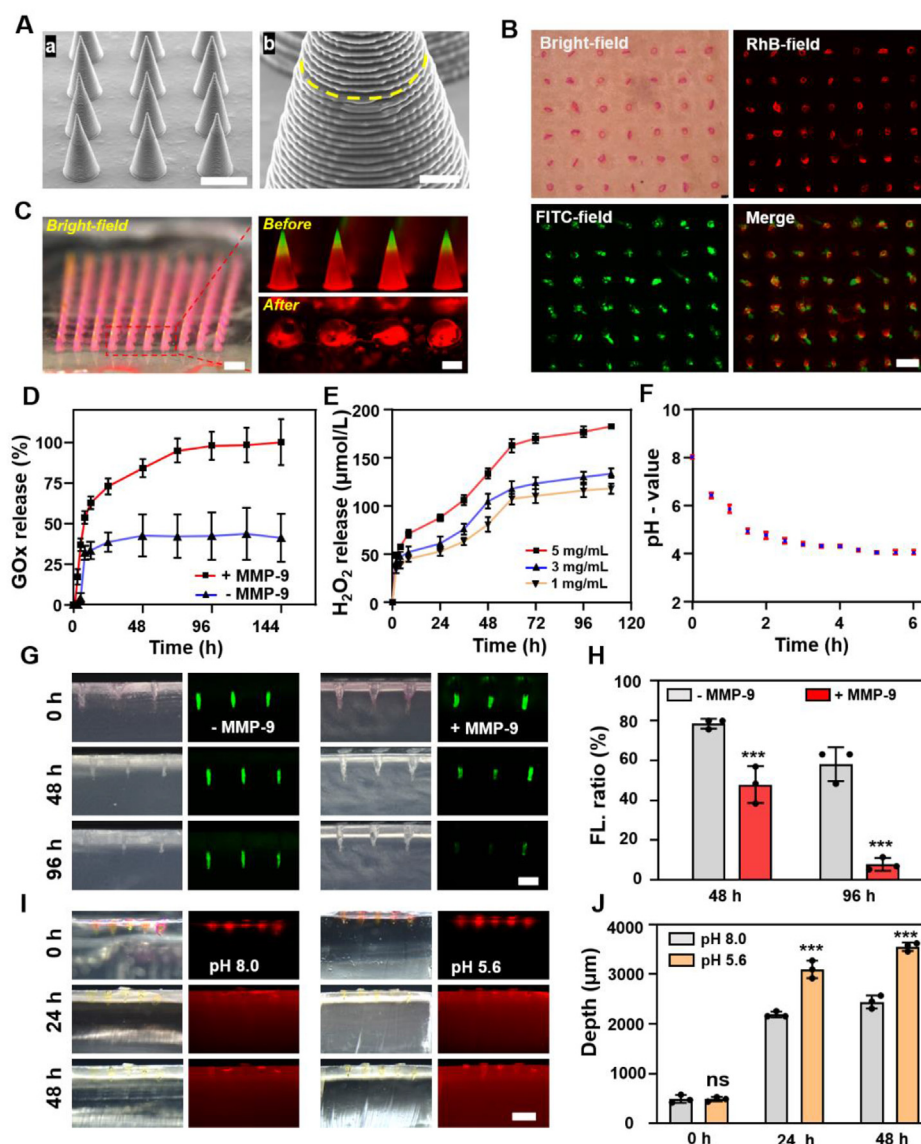 A
a
b
B
Bright-field
RhB-field
FITC-field
Merge
C
Bright-field
Before
After
D
GOx release (%)
100
75
50
25
0
+ MMP-9
- MMP-9
0 48 96 144
Time (h)
E
H2O2 release (μmol/L)
200
150
100
50
0
5 mg/mL
3 mg/mL
1 mg/mL
0 24 48 72 96 120
Time (h)
F
pH - value
10
8
6
4
2
0 2 4 6
Time (h)
G
0 h
- MMP-9
+ MMP-9
48 h
96 h
H
- MMP-9
+ MMP-9
FL. ratio (%)
100
80
60
40
20
0
***
***
48 h
96 h
I
0 h
pH 8.0
pH 5.6
24 h
48 h
J
pH 8.0
pH 5.6
Depth (μm)
4000
3000
2000
1000
0
ns
***
***
0 h
24 h
48 h